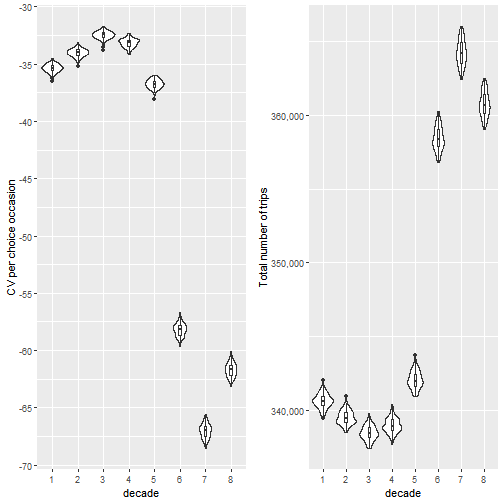 CV per choice occasion
-30
-35
-40
-45
-50
-55
-60
-65
-70
1 2 3 4 5 6 7 8
decade
Total number of trips
360,000
350,000
340,000
1 2 3 4 5 6 7 8
decade